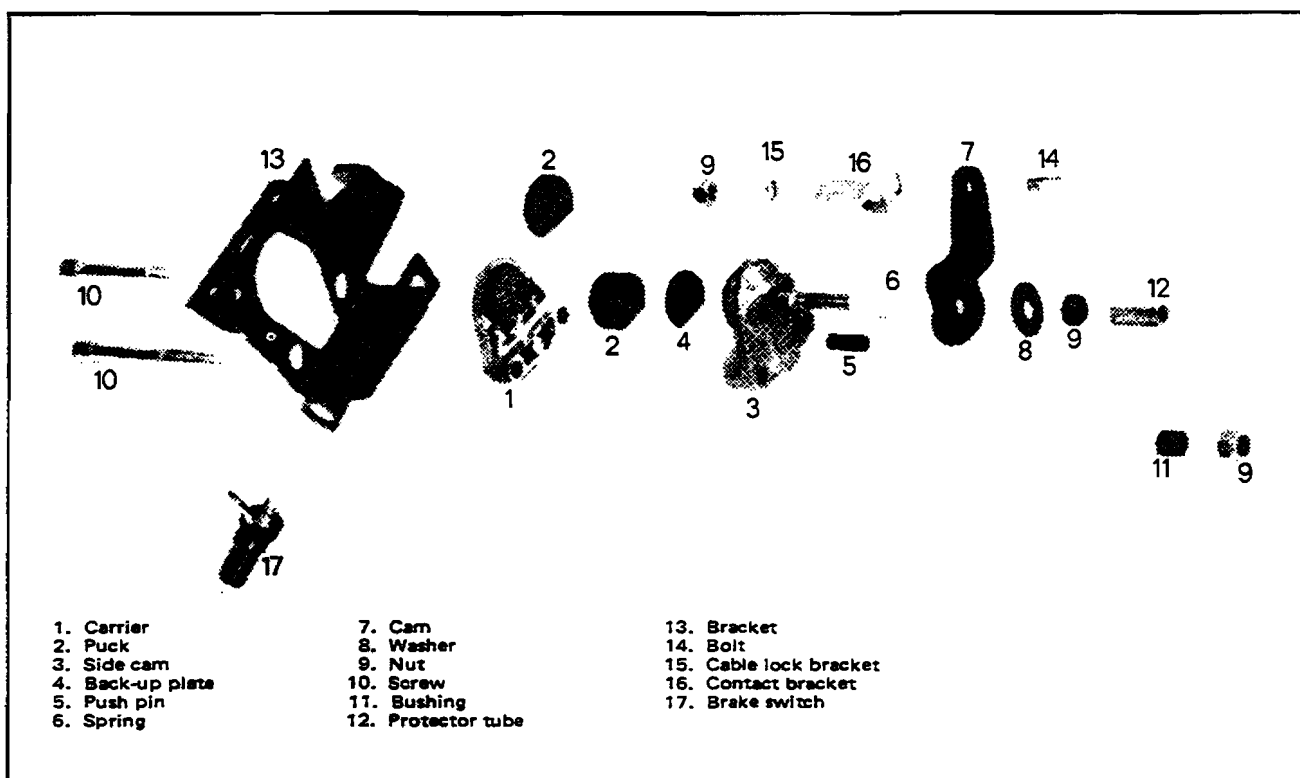 13
2
9
15
16
7
14
10
6
12
10
2
4
5
8
9
1
3
11
9
17
1. Carrier
2. Puck
3. Side cam
4. Back-up plate
5. Push pin
6. Spring
7. Cam
8. Washer
9. Nut
10. Screw
11. Bushing
12. Protector tube
13. Bracket
14. Bolt
15. Cable lock bracket
16. Contact bracket
17. Brake switch